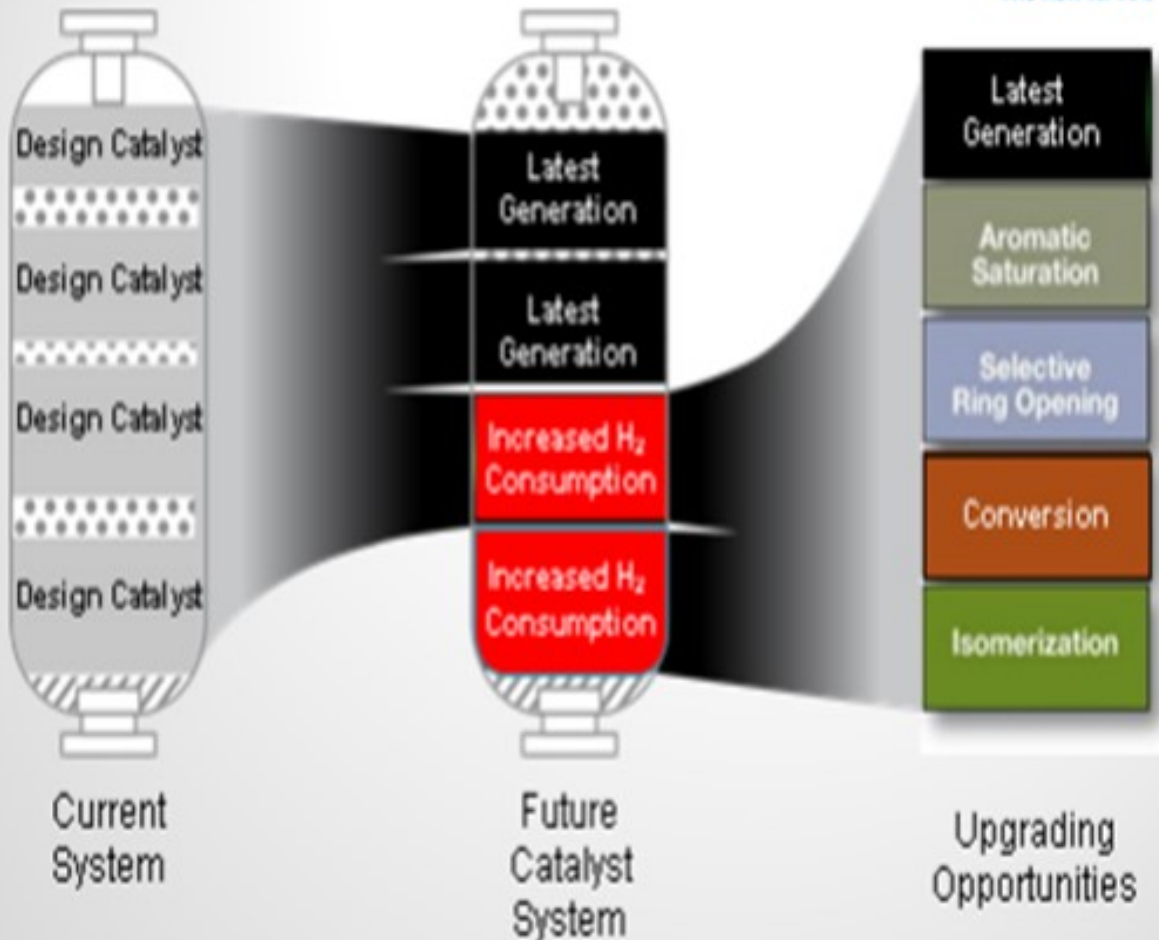 Design Catalyst
Design Catalyst
Design Catalyst
Design Catalyst
Current
System
Latest
Generation
Latest
Generation
Increased H₂
Consumption
Increased H₂
Consumption
Future
Catalyst
System
Latest
Generation
Aromatic
Saturation
Selective
Ring Opening
Conversion
Isomerization
Upgrading
Opportunities